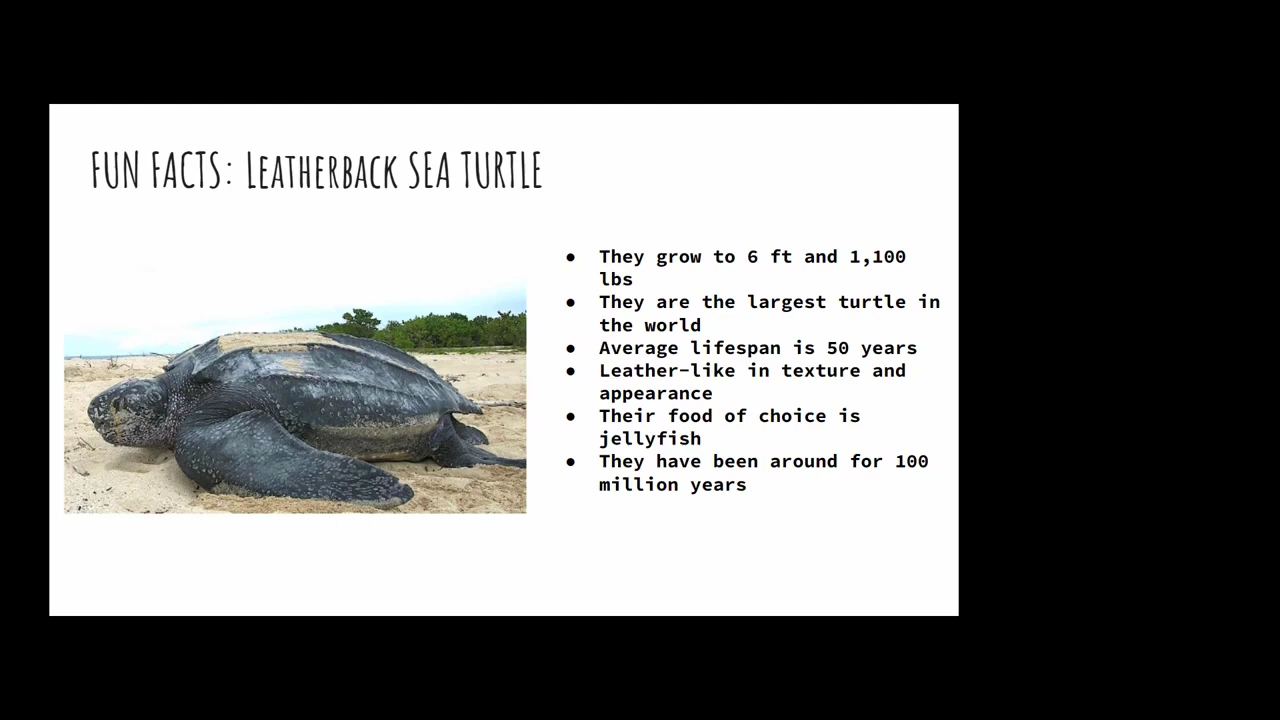 FUN FACTS: Leatherback SEA TURTLE
● They grow to 6 ft and 1,100
lbs
● They are the largest turtle in
the world
● Average lifespan is 50 years
● Leather-like in texture and
appearance
● Their food of choice is
jellyfish
● They have been around for 100
million years